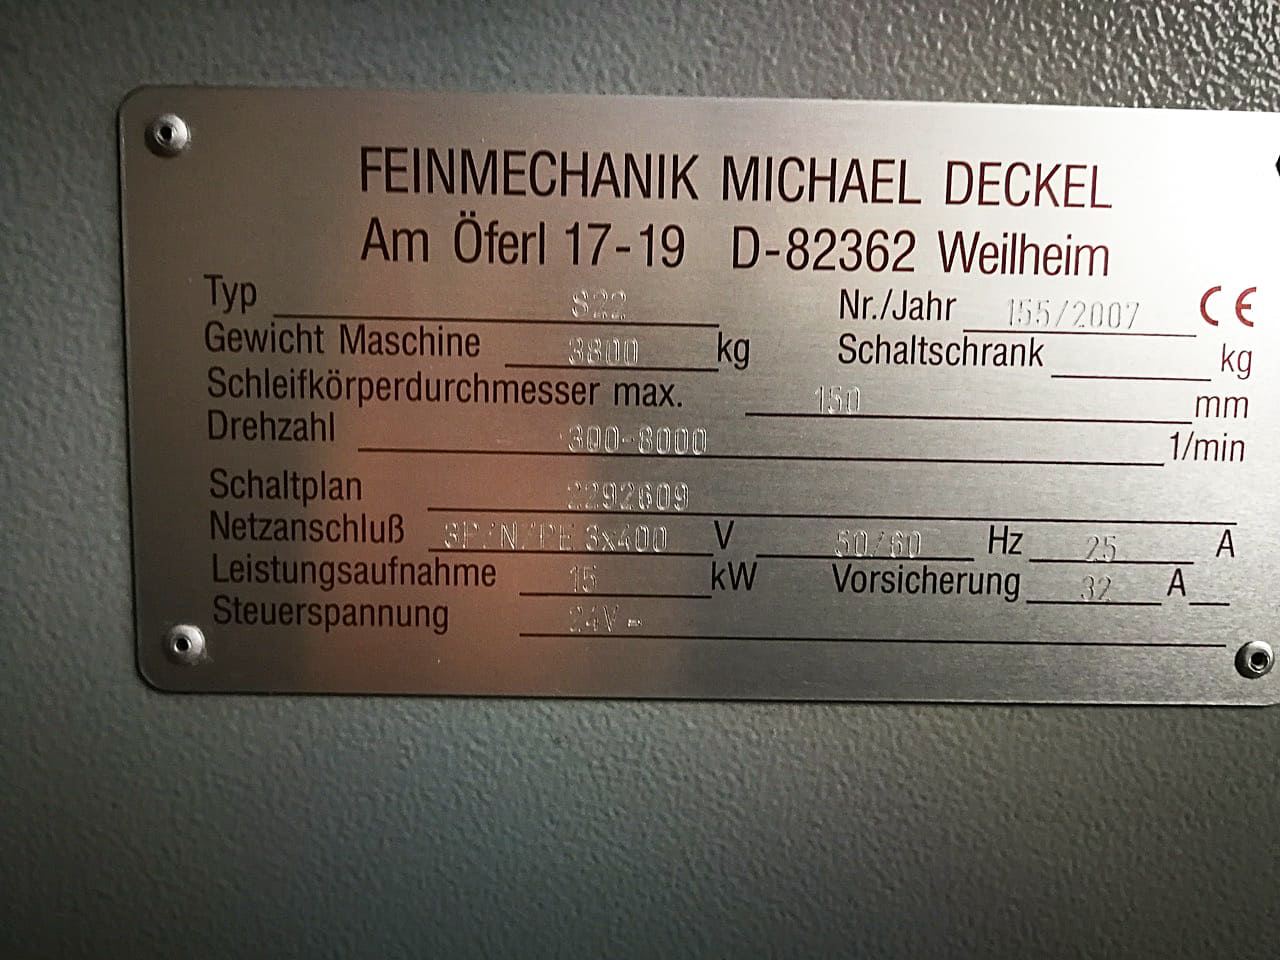 FEINMECHANIK MICHAEL DECKEL
Am Öferl 17-19 D-82362 Weilheim
Typ S22 Nr./Jahr 155/2007 CE
Gewicht Maschine 3800 kg Schaltschrank kg
Schleifkörperdurchmesser max. 150 mm
Drehzahl 300-8000 1/min
Schaltplan 2292609
Netzanschluß 3P/N/PE 3x400 V 50/60 Hz 25 A
Leistungsaufnahme 15 kW Vorsicherung 32 A
Steuerspannung 24V=